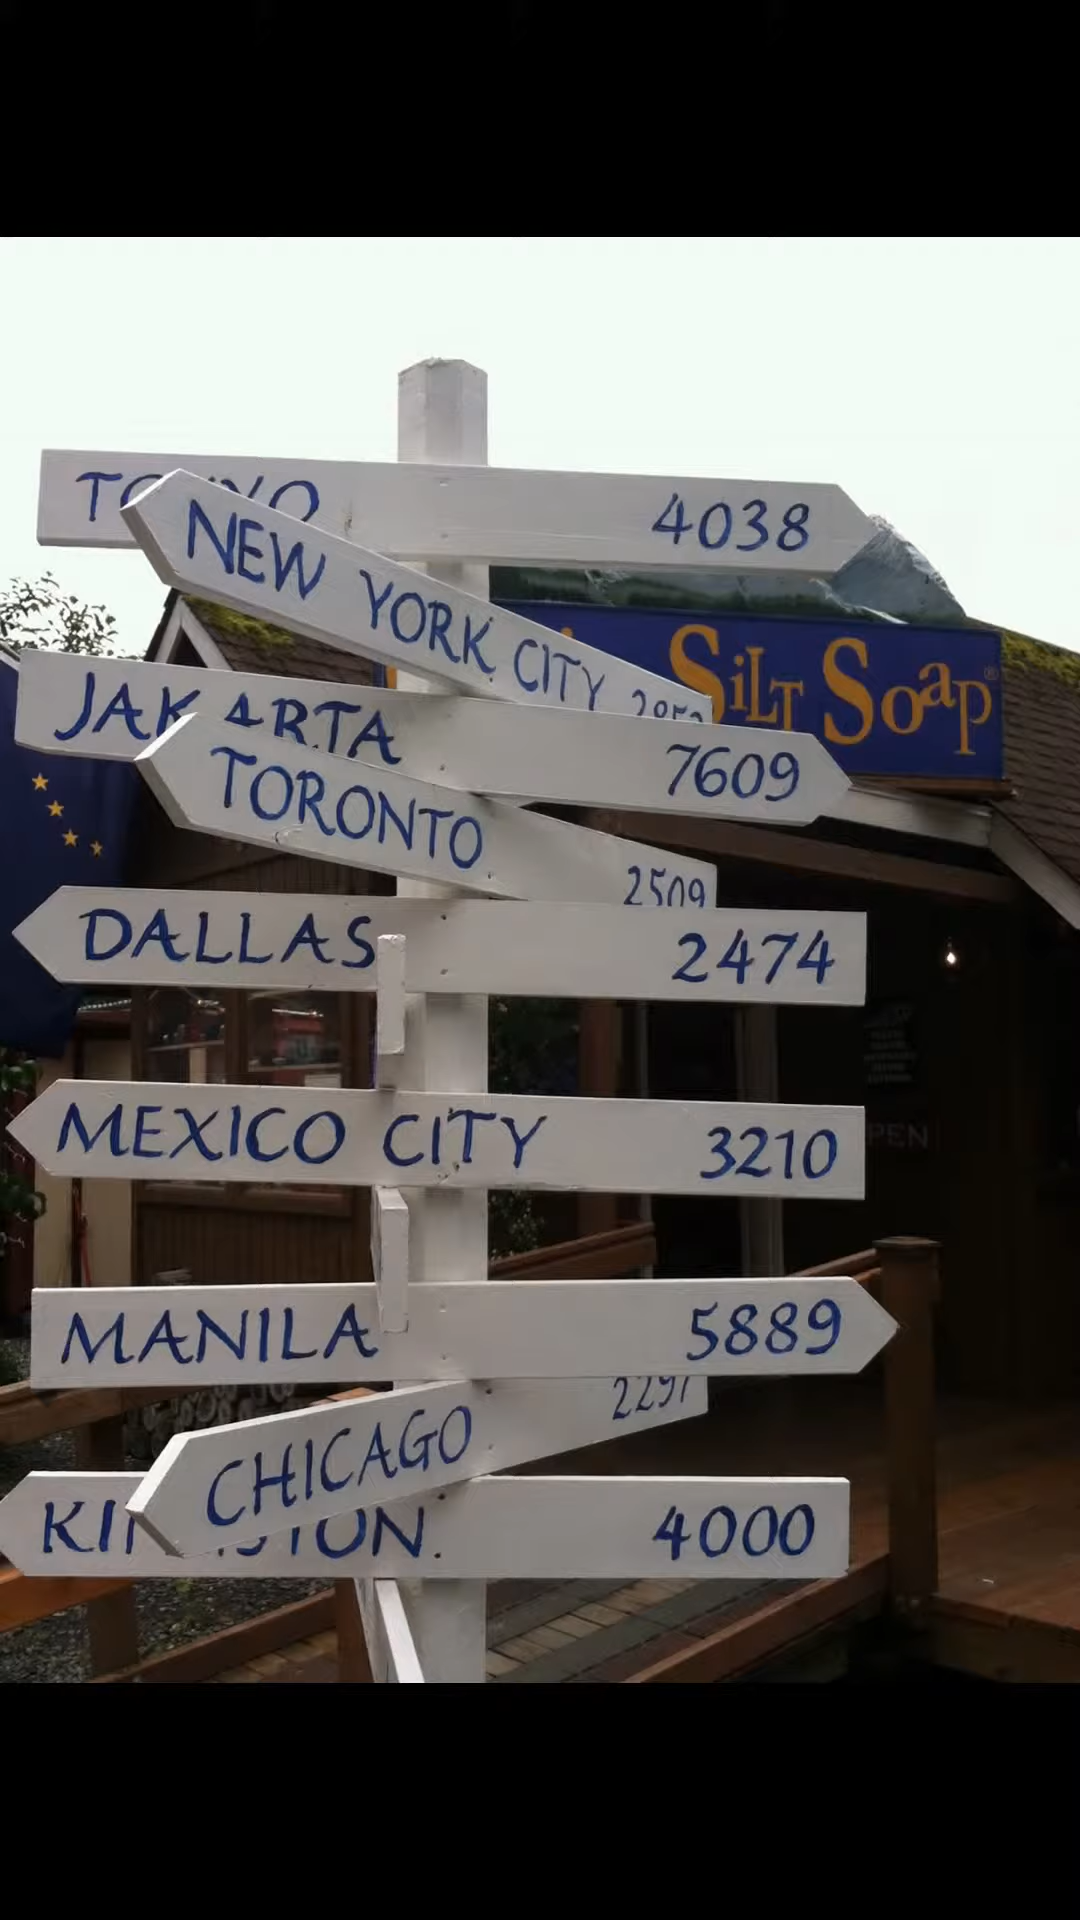 4038
NEW YORK CITY
SiLT SOAP®
JAKARTA 7609
TORONTO 2509
DALLAS 2474
MEXICO CITY 3210
MANILA 5889
CHICAGO 2297
4000